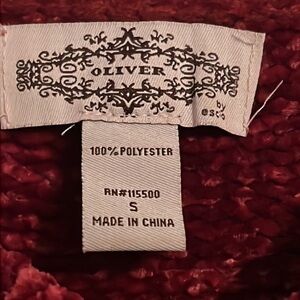 OLIVER
by
100% POLYESTER
RN#115500
S
MADE IN CHINA